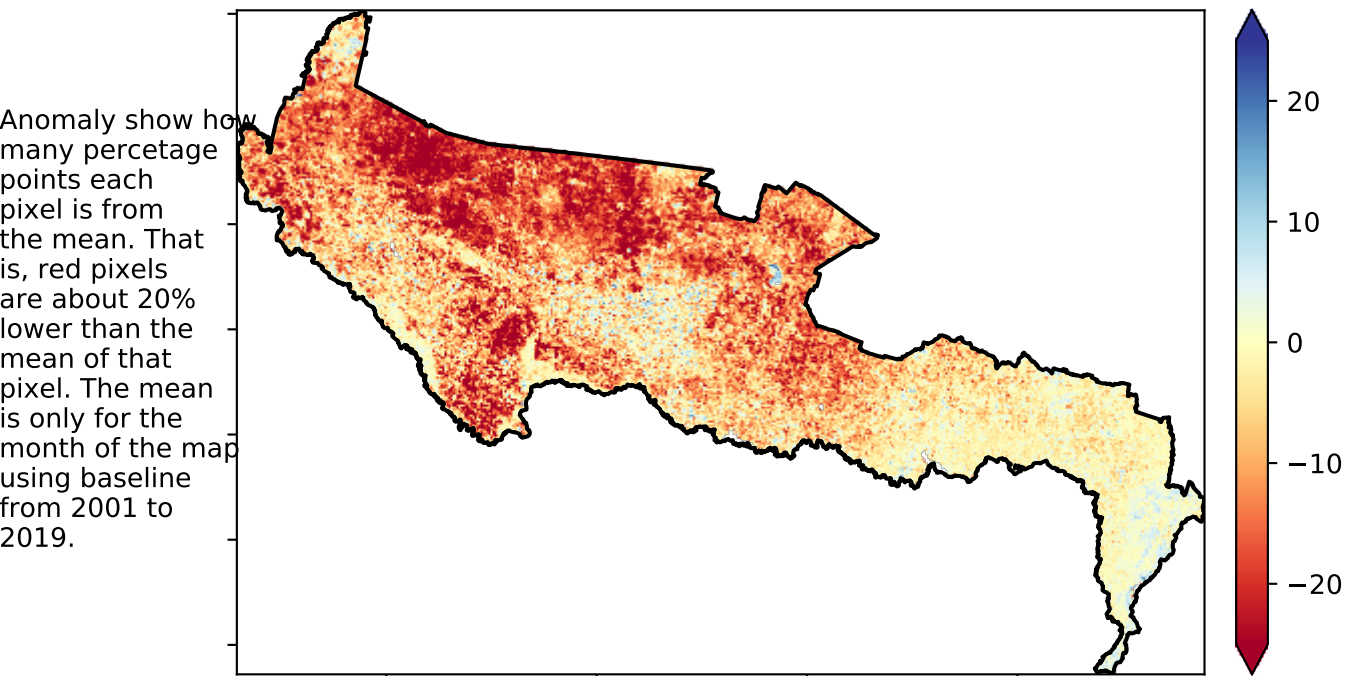 Anomaly show how
many percetage
points each
pixel is from
the mean. That
is, red pixels
are about 20%
lower than the
mean of that
pixel. The mean
is only for the
month of the map
using baseline
from 2001 to
2019.
20
10
0
−10
−20